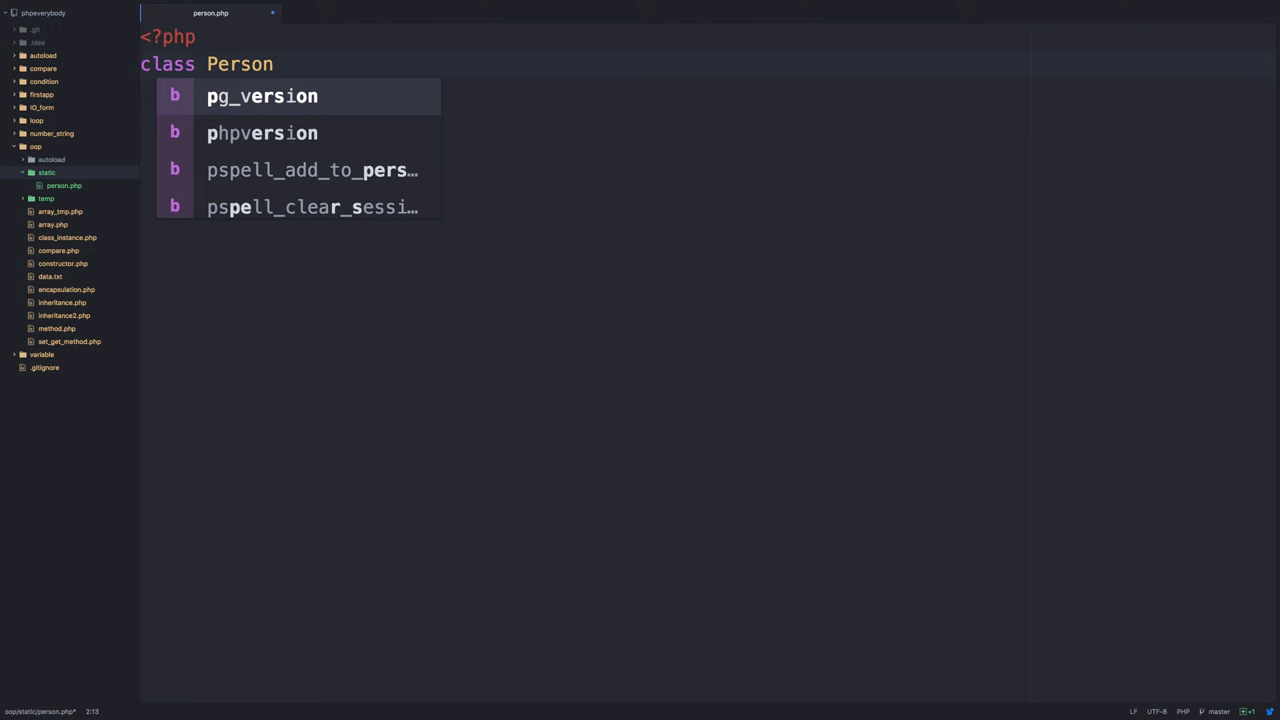 phpeverybody
person.php
.git
.idea
autoload
compare
condition
firstapp
IO_form
loop
number_string
oop
autoload
static
person.php
temp
array_tmp.php
array.php
class_instance.php
compare.php
constructor.php
data.txt
encapsulation.php
inheritance.php
inheritance2.php
method.php
set_get_method.php
variable
.gitignore
<?php
class Person
b pg_version
b phpversion
b pspell_add_to_pers…
b pspell_clear_sessi…
oop/static/person.php* 2:13
LF UTF-8 PHP master +1